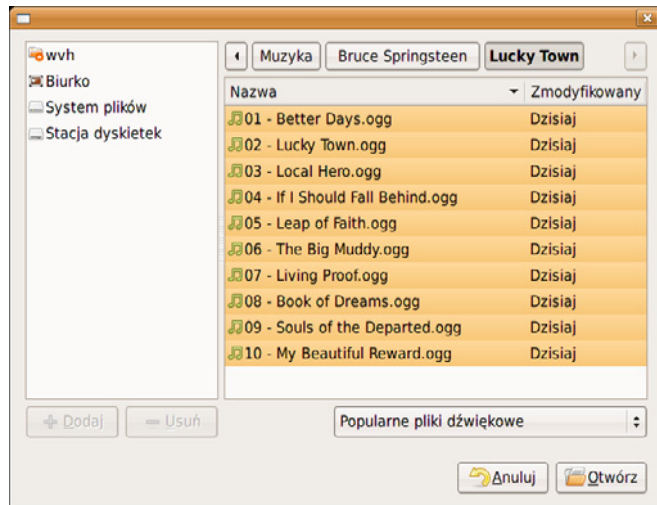 wvh
Biurko
System plików
Stacja dyskietek
Muzyka Bruce Springsteen Lucky Town
Nazwa Zmodyfikowany
01 - Better Days.ogg Dzisiaj
02 - Lucky Town.ogg Dzisiaj
03 - Local Hero.ogg Dzisiaj
04 - If I Should Fall Behind.ogg Dzisiaj
05 - Leap of Faith.ogg Dzisiaj
06 - The Big Muddy.ogg Dzisiaj
07 - Living Proof.ogg Dzisiaj
08 - Book of Dreams.ogg Dzisiaj
09 - Souls of the Departed.ogg Dzisiaj
10 - My Beautiful Reward.ogg Dzisiaj
Dodaj Usuń Popularne pliki dźwiękowe
Anuluj Otwórz